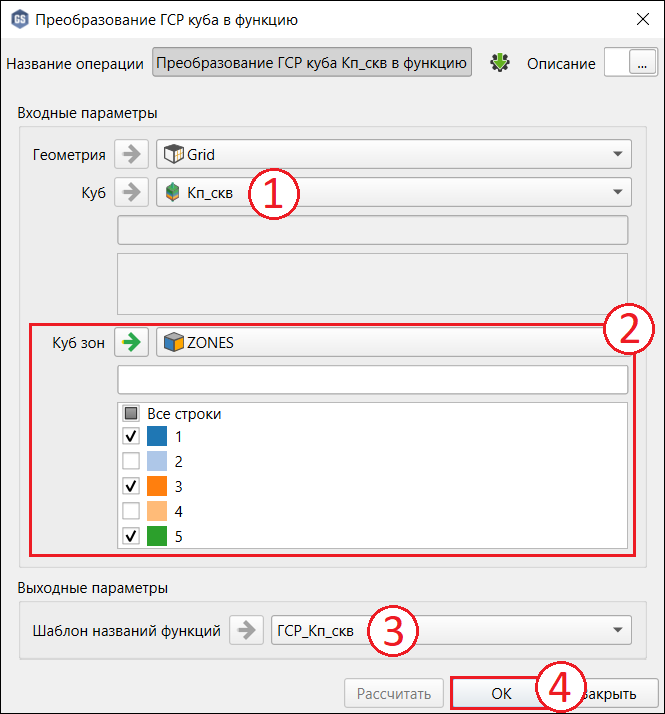 GS Преобразование ГСР куба в функцию
Название операции Преобразование ГСР куба Кп_скв в функцию Описание ...
Входные параметры
Геометрия Grid
Куб Кп_скв 1
2
Куб зон ZONES
Все строки
1
2
3
4
5
Выходные параметры
Шаблон названий функций ГСР_Кп_скв 3
Рассчитать OK 4 Закрыть